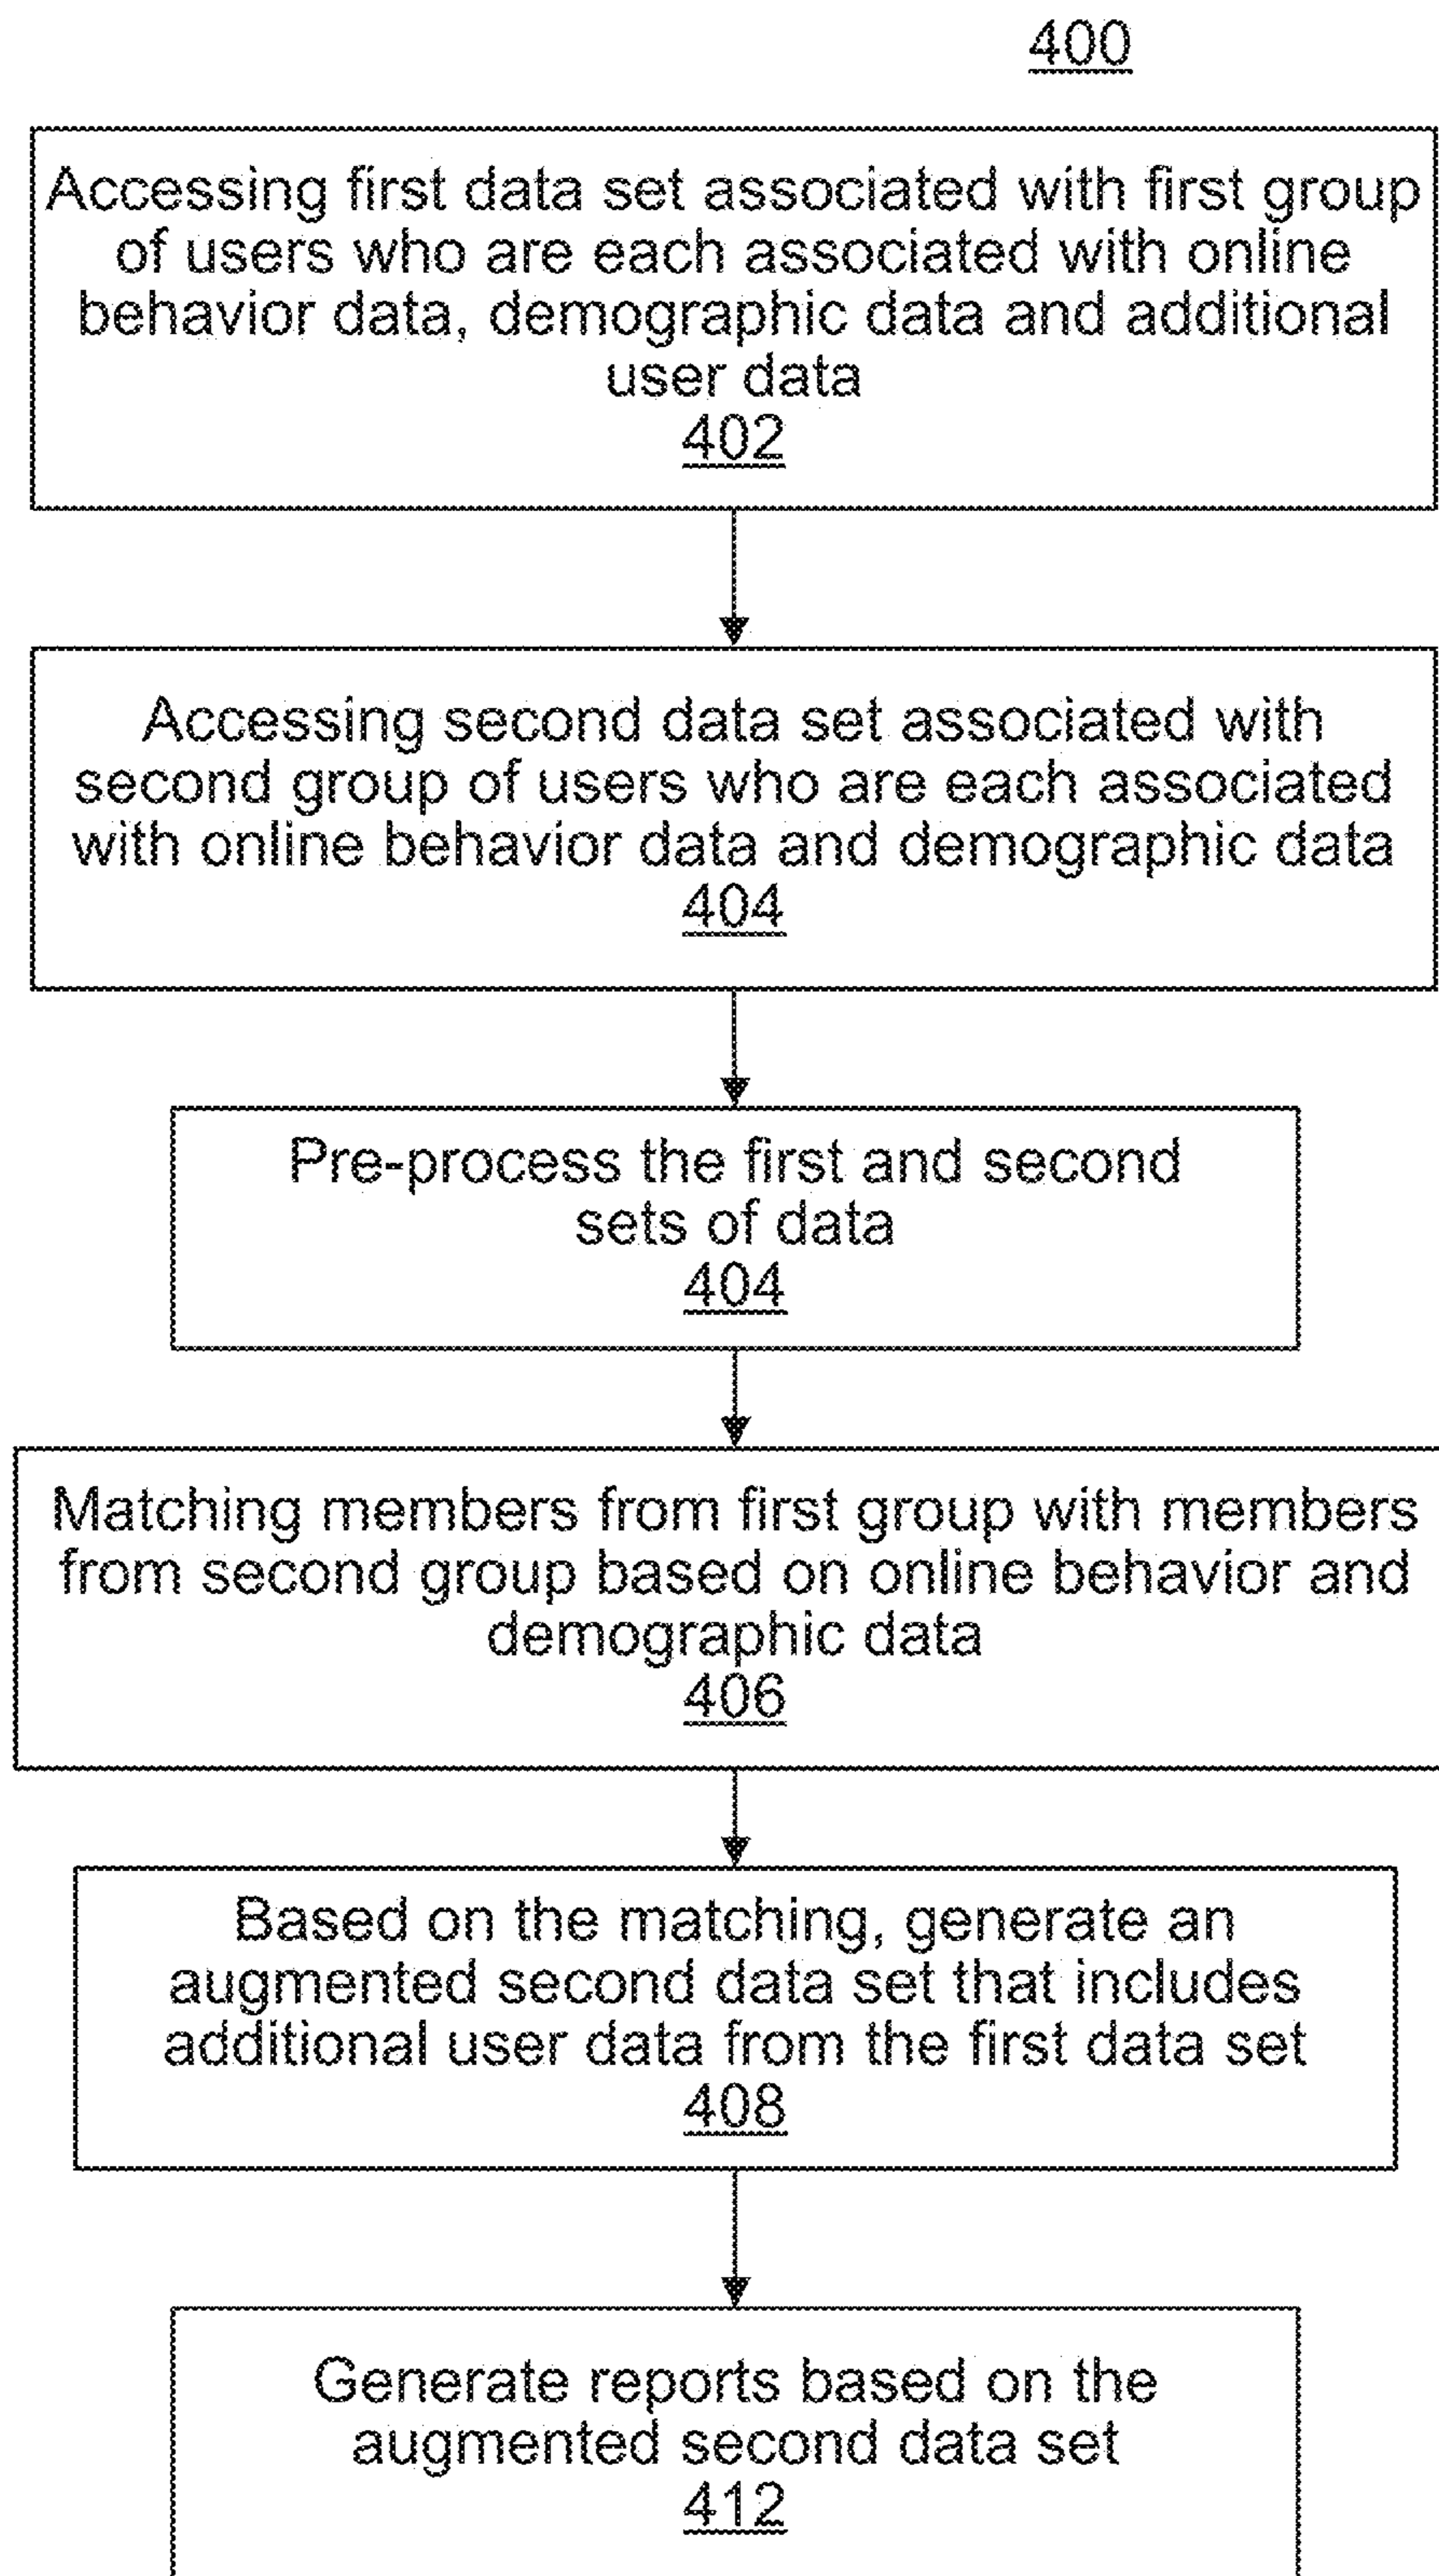 400
Accessing first data set associated with first group
of users who are each associated with online
behavior data, demographic data and additional
user data
402
Accessing second data set associated with
second group of users who are each associated
with online behavior data and demographic data
404
Pre-process the first and second
sets of data
404
Matching members from first group with members
from second group based on online behavior and
demographic data
406
Based on the matching, generate an
augmented second data set that includes
additional user data from the first data set
408
Generate reports based on the
augmented second data set
412